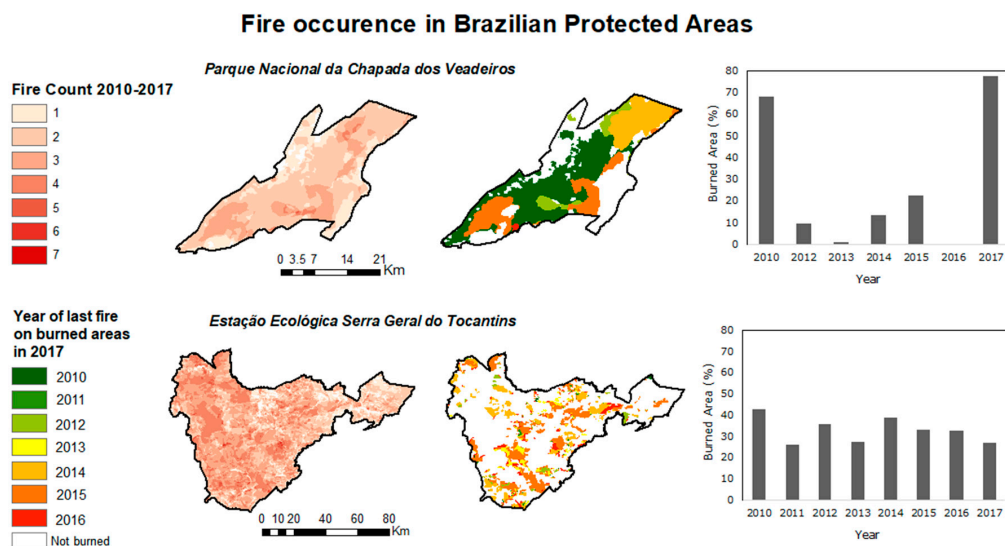 Fire occurence in Brazilian Protected Areas
Parque Nacional da Chapada dos Veadeiros
Fire Count 2010-2017
1
2
3
4
5
6
7
0 3.5 7 14 21
Km
Burned Area (%)
80
70
60
50
40
30
20
10
0
2010 2012 2013 2014 2015 2016 2017
Year
Estação Ecológica Serra Geral do Tocantins
Year of last fire
on burned areas
in 2017
2010
2011
2012
2013
2014
2015
2016
Not burned
0 10 20 40 60 80
Km
Burned Area (%)
80
70
60
50
40
30
20
10
0
2010 2011 2012 2013 2014 2015 2016 2017
Year